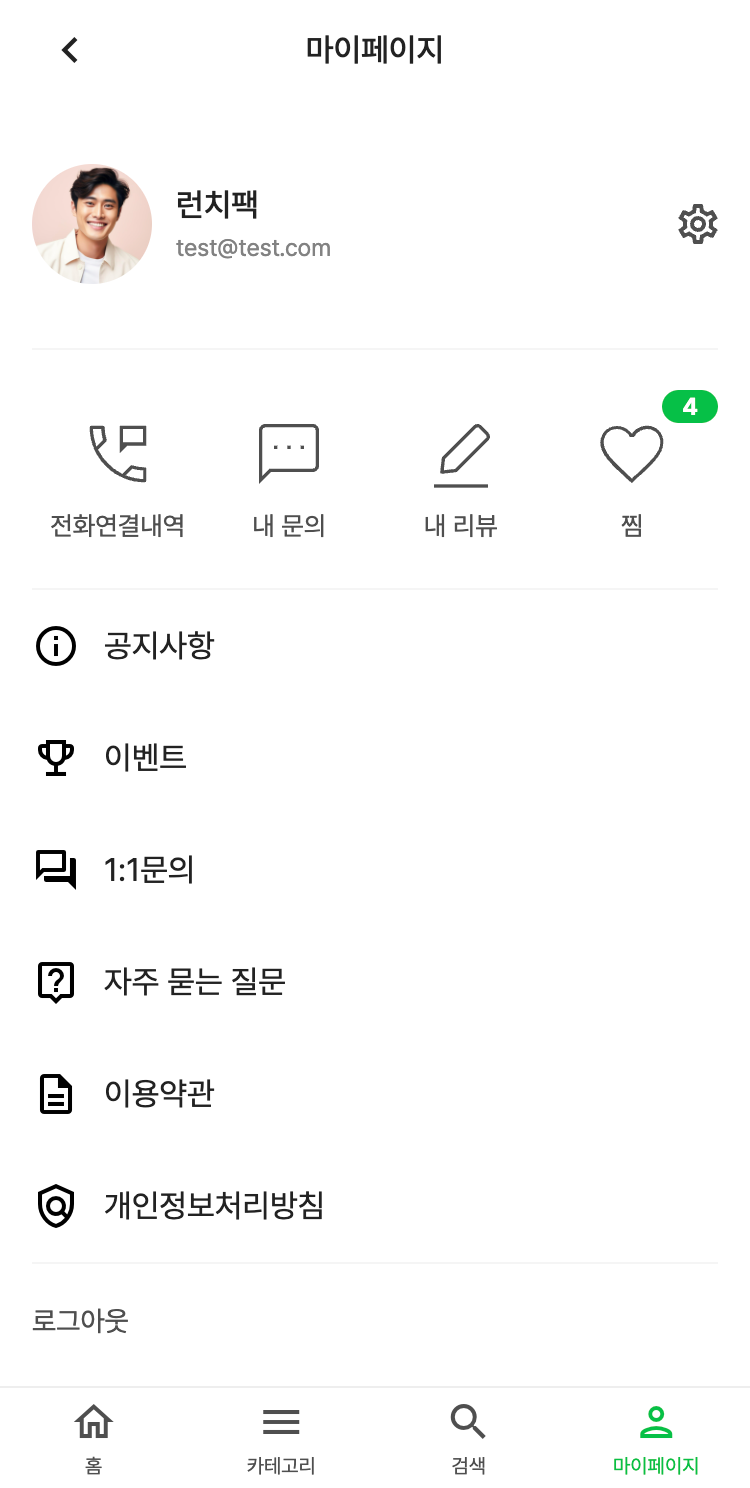 마이페이지
런치팩
test@test.com
4
전화연결내역
내 문의
내 리뷰
찜
공지사항
이벤트
1:1문의
자주 묻는 질문
이용약관
개인정보처리방침
로그아웃
홈
카테고리
검색
마이페이지